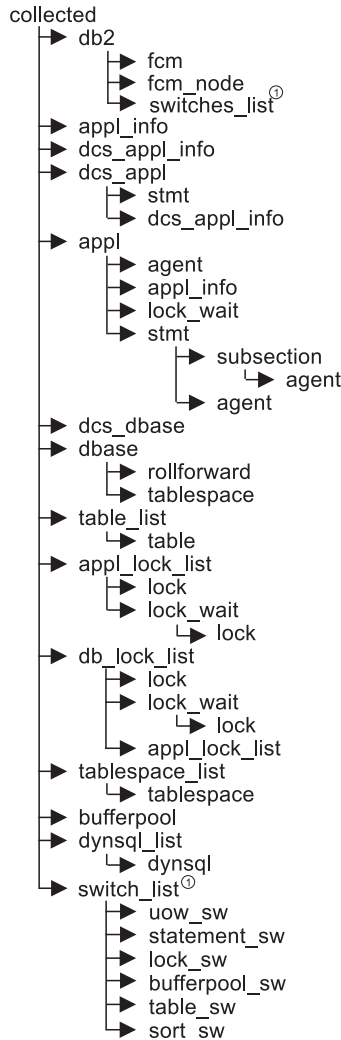 collected
db2
fcm
fcm_node
switches_list①
appl_info
dcs_appl_info
dcs_appl
stmt
dcs_appl_info
appl
agent
appl_info
lock_wait
stmt
subsection
agent
agent
dcs_dbase
dbase
rollforward
tablespace
table_list
table
appl_lock_list
lock
lock_wait
lock
db_lock_list
lock
lock_wait
lock
appl_lock_list
tablespace_list
tablespace
bufferpool
dynsql_list
dynsql
switch_list①
uow_sw
statement_sw
lock_sw
bufferpool_sw
table_sw
sort_sw